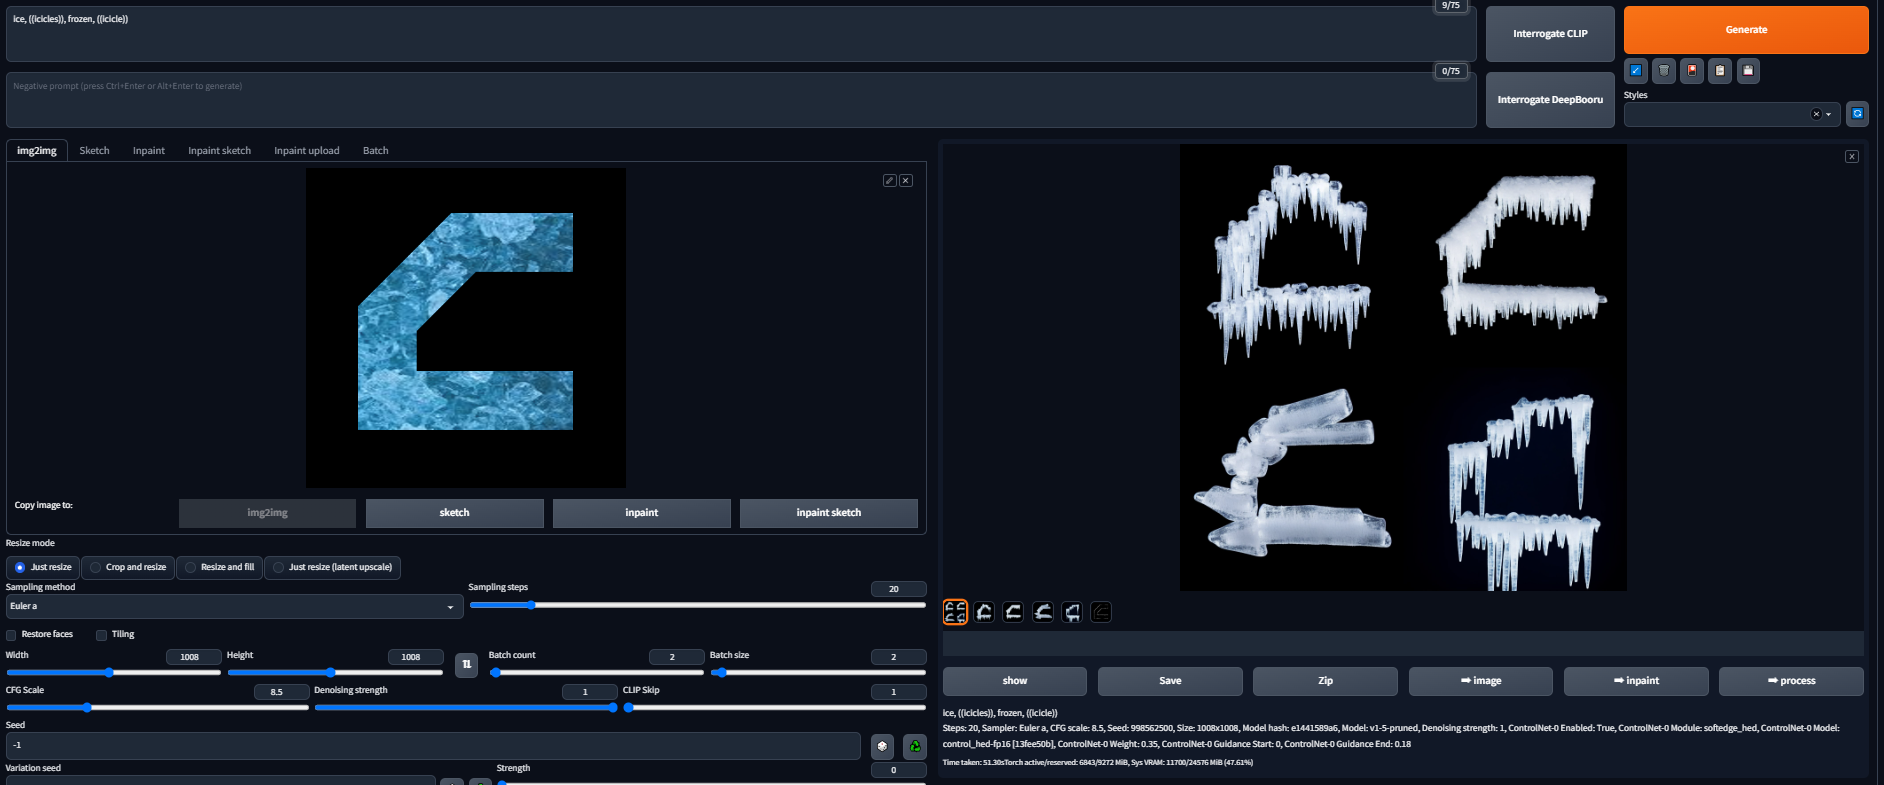 ice, ((icicles)), frozen, ((icicle))
9/75
Interrogate CLIP
Generate
Negative prompt (press Ctrl+Enter or Alt+Enter to generate)
0/75
Interrogate DeepBooru
Styles
img2img
Sketch
Inpaint
Inpaint sketch
Inpaint upload
Batch
Copy image to:
img2img
sketch
inpaint
inpaint sketch
Resize mode
Just resize
Crop and resize
Resize and fill
Just resize (latent upscale)
Sampling method
Euler a
Sampling steps
20
Restore faces
Tiling
Width
1008
Height
1008
Batch count
2
Batch size
2
CFG Scale
8.5
Denoising strength
1
CLIP Skip
1
Seed
-1
Variation seed
Strength
0
show
Save
Zip
➡ image
➡ inpaint
➡ process
ice, ((icicles)), frozen, ((icicle))
Steps: 20, Sampler: Euler a, CFG scale: 8.5, Seed: 998562500, Size: 1008x1008, Model hash: e1441589a6, Model: v1-5-pruned, Denoising strength: 1, ControlNet-0 Enabled: True, ControlNet-0 Module: softedge_hed, ControlNet-0 Model:
control_hed-fp16 [13fee50b], ControlNet-0 Weight: 0.35, ControlNet-0 Guidance Start: 0, ControlNet-0 Guidance End: 0.18
Time taken: 51.30sTorch active/reserved: 6843/9272 MiB, Sys VRAM: 11700/24576 MiB (47.61%)